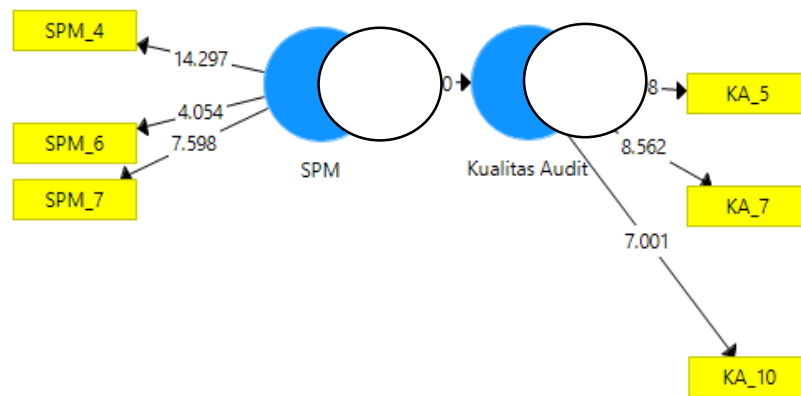 SPM_4
14.297
4.054
SPM_6
7.598
SPM_7
SPM
0
Kualitas Audit
8
KA_5
8.562
KA_7
7.001
KA_10